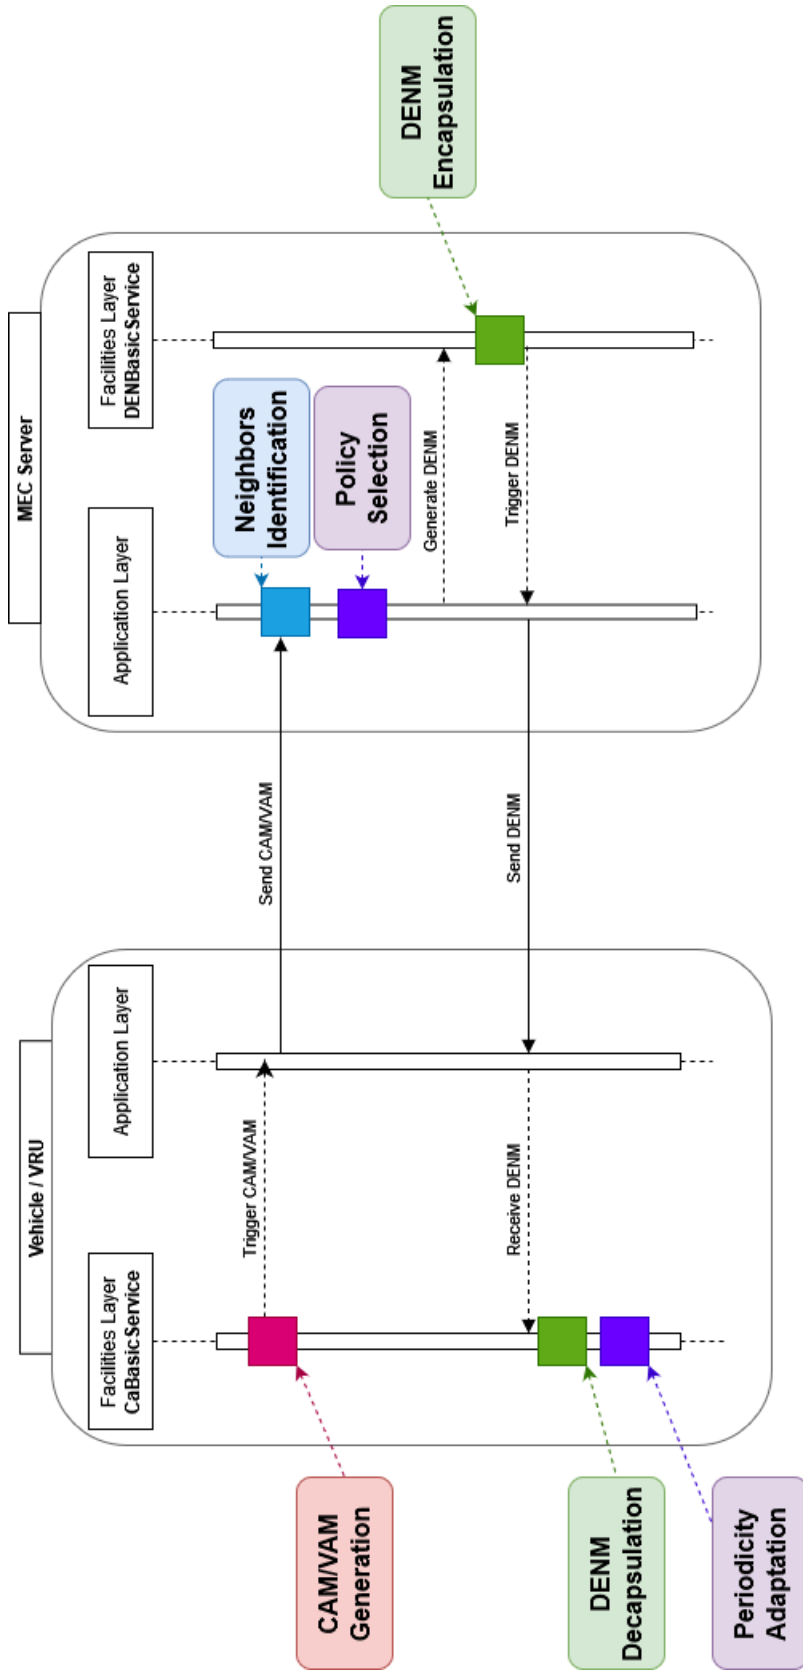 Vehicle / VRU
MEC Server
Facilities Layer
CaBasicService
Application Layer
Application Layer
Facilities Layer
DENBasicService
CAM/VAM
Generation
Trigger CAM/VAM
Send CAM/VAM
Neighbors
Identification
Policy
Selection
Generate DENM
DENM
Encapsulation
Trigger DENM
Send DENM
Receive DENM
DENM
Decapsulation
Periodicity
Adaptation